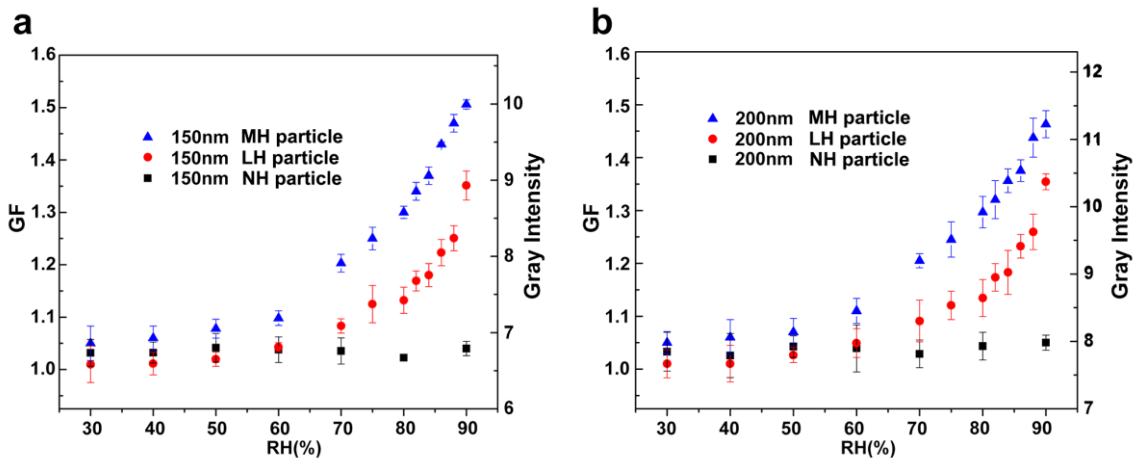 a
1.6
1.5
1.4
1.3
1.2
1.1
1.0
GF
150nm MH particle
150nm LH particle
150nm NH particle
10
9
8
7
6
Gray Intensity
30 40 50 60 70 80 90
RH(%)
b
1.6
1.5
1.4
1.3
1.2
1.1
1.0
GF
200nm MH particle
200nm LH particle
200nm NH particle
12
11
10
9
8
7
Gray Intensity
30 40 50 60 70 80 90
RH(%)